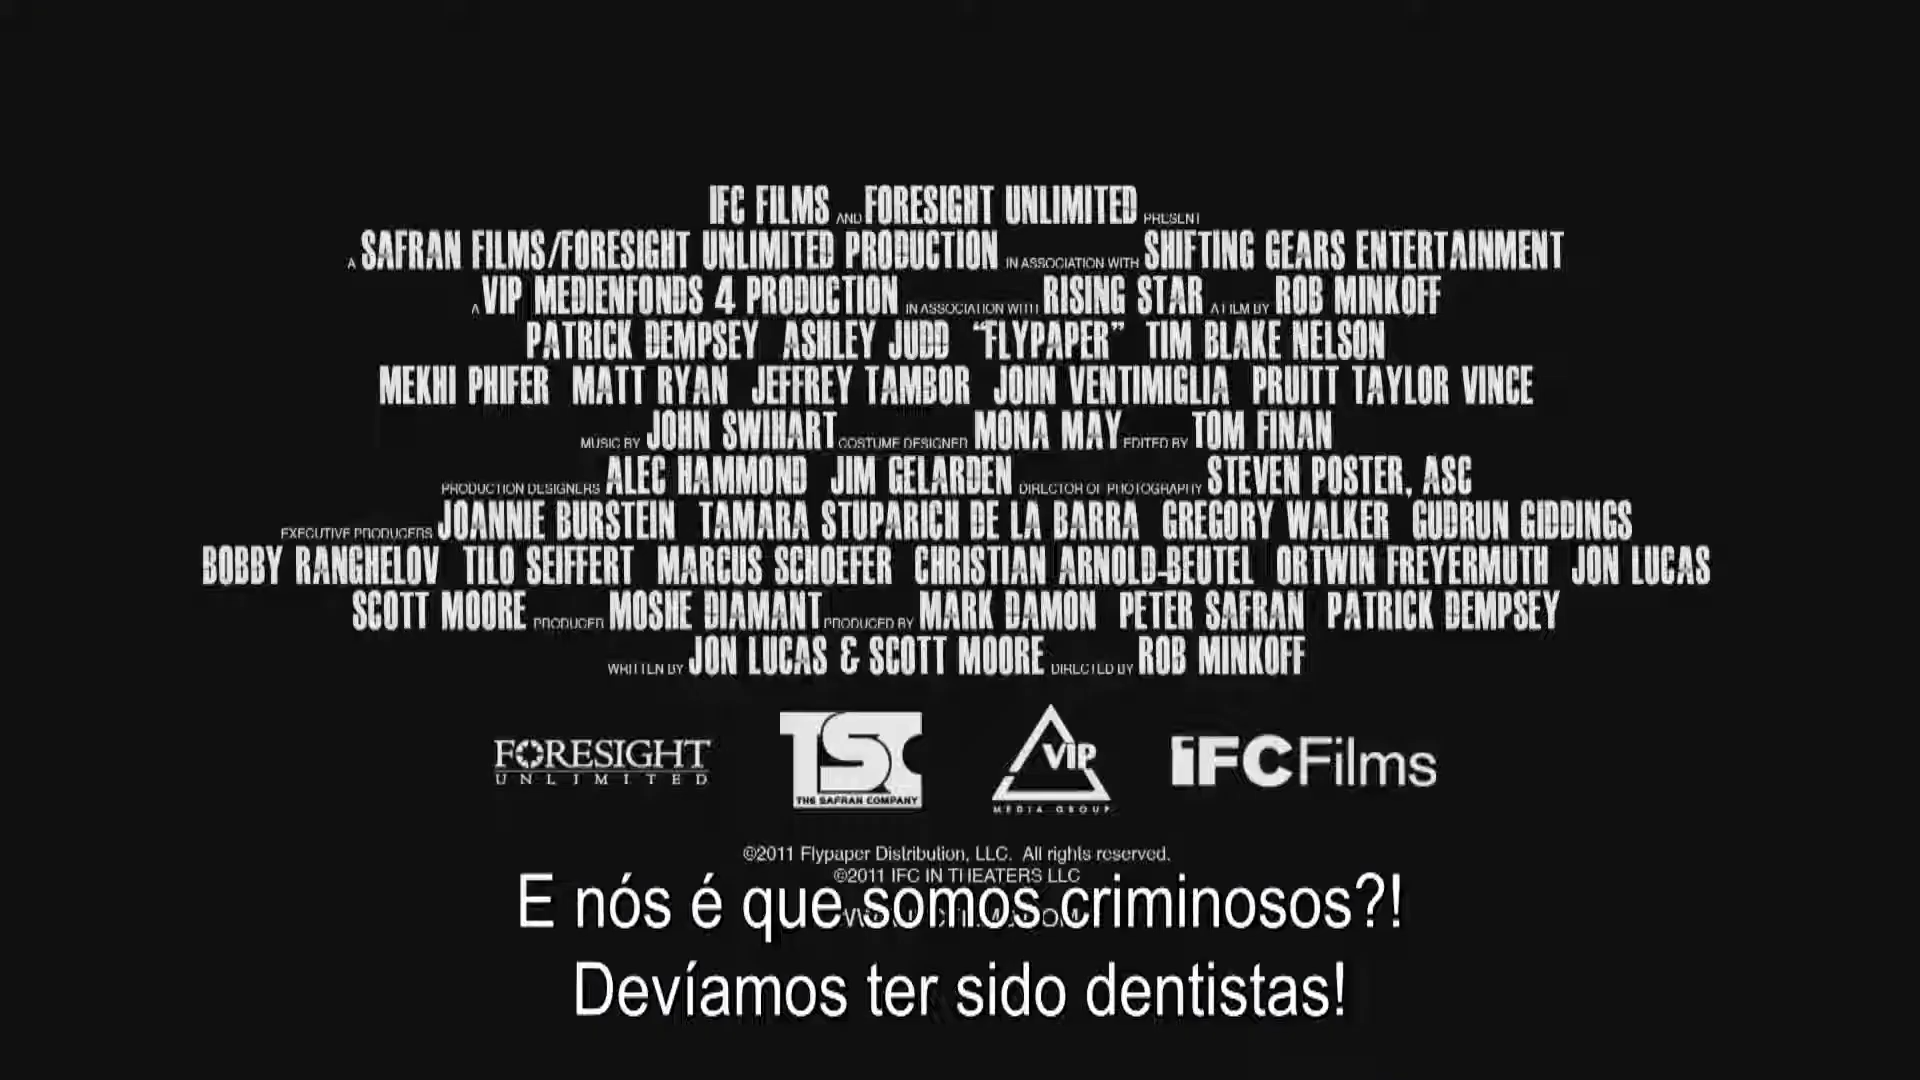 IFC FILMS AND FORESIGHT UNLIMITED PRESENT
A SAFRAN FILMS/FORESIGHT UNLIMITED PRODUCTION IN ASSOCIATION WITH SHIFTING GEARS ENTERTAINMENT
A VIP MEDIENFONDS 4 PRODUCTION IN ASSOCIATION WITH RISING STAR A FILM BY ROB MINKOFF
PATRICK DEMPSEY ASHLEY JUDD “FLYPAPER” TIM BLAKE NELSON
MEKHI PHIFER MATT RYAN JEFFREY TAMBOR JOHN VENTIMIGLIA PRUITT TAYLOR VINCE
MUSIC BY JOHN SWIHART COSTUME DESIGNER MONA MAY EDITED BY TOM FINAN
PRODUCTION DESIGNERS ALEC HAMMOND JIM GELARDEN DIRECTOR OF PHOTOGRAPHY STEVEN POSTER, ASC
EXECUTIVE PRODUCERS JOANNIE BURSTEIN TAMARA STUPARICH DE LA BARRA GREGORY WALKER GUDRUN GIDDINGS
BOBBY RANGHELOV TILO SEIFFERT MARCUS SCHOEFER CHRISTIAN ARNOLD-BEUTEL ORTWIN FREYERMUTH JON LUCAS
SCOTT MOORE PRODUCER MOSHE DIAMANT PRODUCED BY MARK DAMON PETER SAFRAN PATRICK DEMPSEY
WRITTEN BY JON LUCAS & SCOTT MOORE DIRECTED BY ROB MINKOFF
FORESIGHT
UNLIMITED
TSC
THE SAFRAN COMPANY
VIP
MEDIA GROUP
IFC Films
©2011 Flypaper Distribution, LLC. All rights reserved.
©2011 IFC IN THEATERS LLC
E nós é que somos criminosos?!
Devíamos ter sido dentistas!